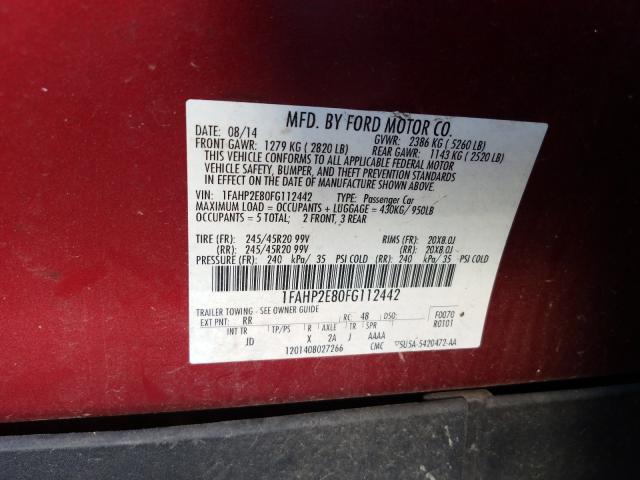 MFD. BY FORD MOTOR CO.
DATE: 08/14 GVWR: 2386 KG ( 5260 LB)
FRONT GAWR: 1279 KG ( 2820 LB) REAR GAWR: 1143 KG ( 2520 LB)
THIS VEHICLE CONFORMS TO ALL APPLICABLE FEDERAL MOTOR
VEHICLE SAFETY, BUMPER, AND THEFT PREVENTION STANDARDS
IN EFFECT ON THE DATE OF MANUFACTURE SHOWN ABOVE.
VIN: 1FAHP2E80FG112442 TYPE: Passenger Car
MAXIMUM LOAD = OCCUPANTS + LUGGAGE = 430KG/ 950LB
OCCUPANTS = 5 TOTAL; 2 FRONT, 3 REAR
TIRE (FR): 245/45R20 99V RIMS (FR): 20X8.0J
(RR): 245/45R20 99V (RR): 20X8.0J
PRESSURE (FR): 240 kPa/ 35 PSI COLD (RR): 240 kPa/ 35 PSI COLD
1FAHP2E80FG112442
TRAILER TOWING - SEE OWNER GUIDE
EXT PNT: RR RC: 48 DSO: F0070
INT TR TP/PS R AXLE TR SPR R0101
JD X 2A J AAAA
1201408027266 CMC 5U5A-5420472-AA